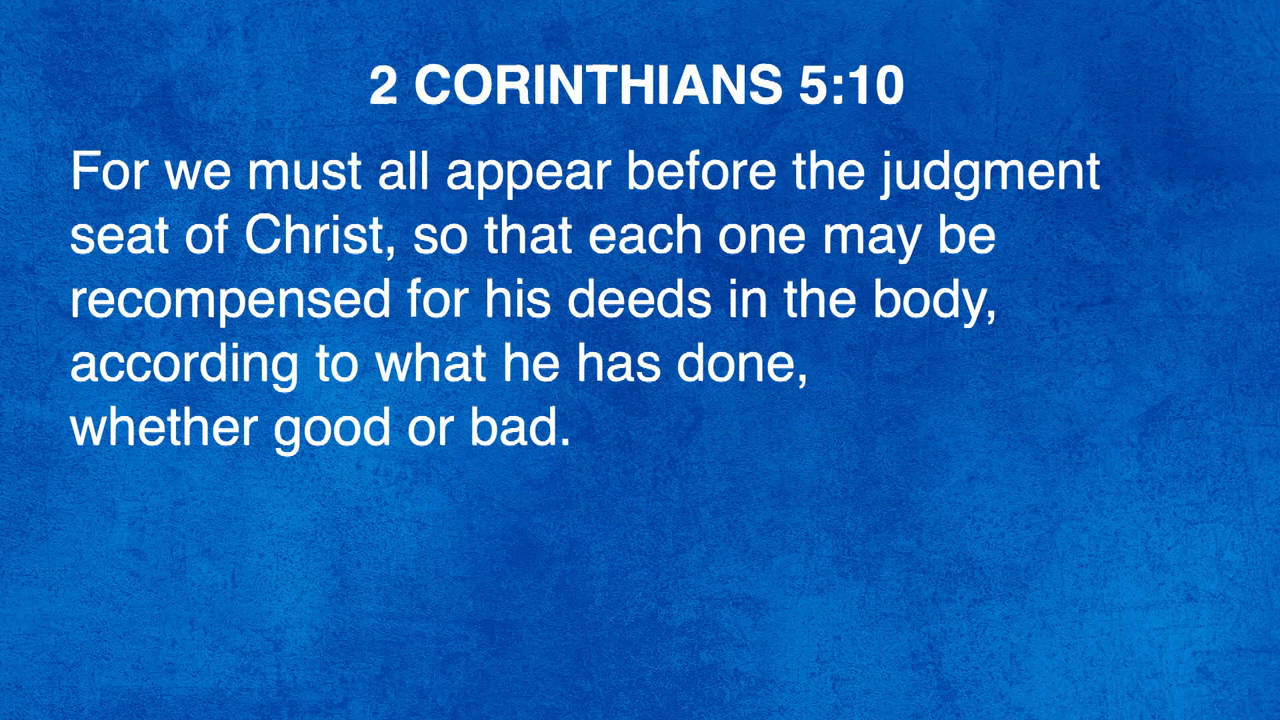 2 CORINTHIANS 5:10
For we must all appear before the judgment
seat of Christ, so that each one may be
recompensed for his deeds in the body,
according to what he has done,
whether good or bad.